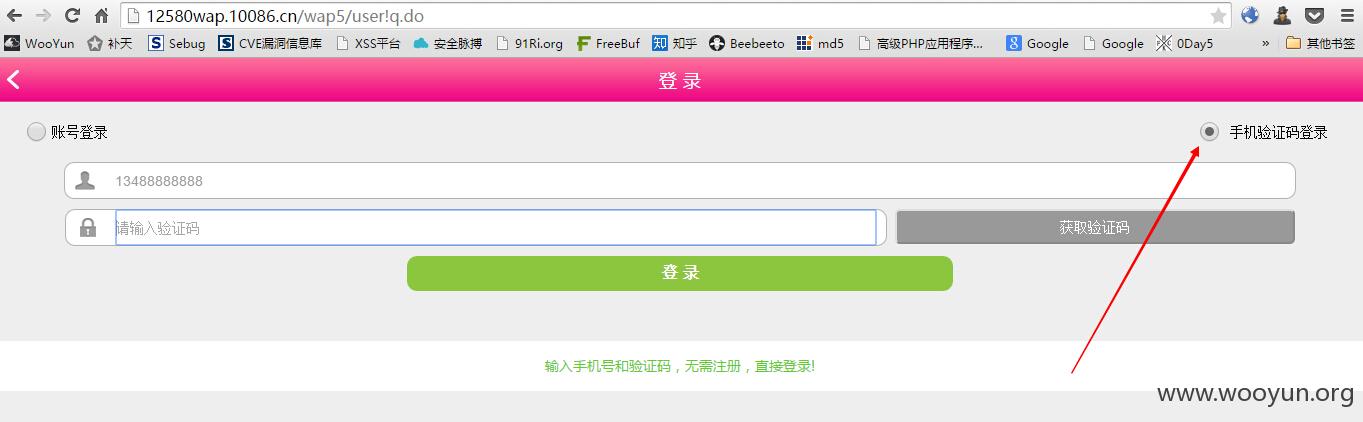 12580wap.10086.cn/wap5/user!q.do
WooYun 补天 Sebug CVE漏洞信息库 XSS平台 安全脉搏 91Ri.org FreeBuf 知乎 Beebeeto md5 高级PHP应用程序... Google Google 0Day5 » 其他书签
登 录
账号登录 手机验证码登录
13488888888
请输入验证码 获取验证码
登 录
输入手机号和验证码，无需注册，直接登录!
www.wooyun.org